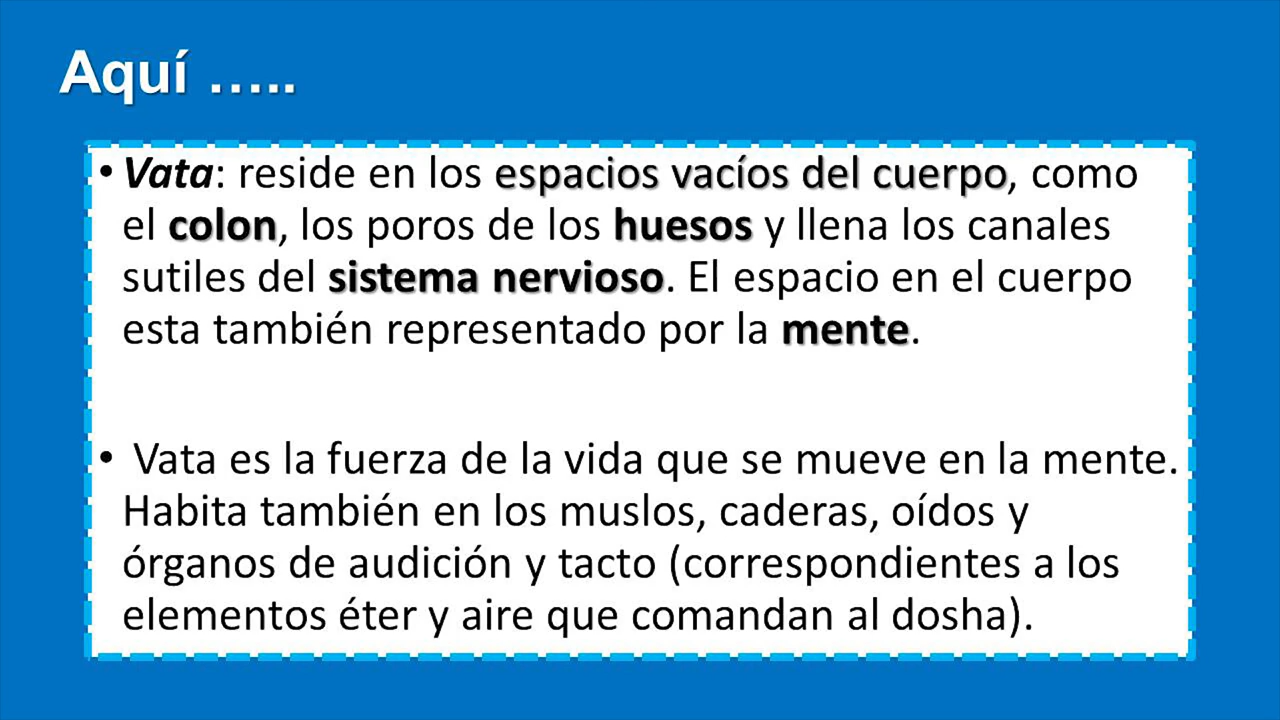 Aquí …..
• Vata: reside en los espacios vacíos del cuerpo, como
el colon, los poros de los huesos y llena los canales
sutiles del sistema nervioso. El espacio en el cuerpo
esta también representado por la mente.
• Vata es la fuerza de la vida que se mueve en la mente.
Habita también en los muslos, caderas, oídos y
órganos de audición y tacto (correspondientes a los
elementos éter y aire que comandan al dosha).